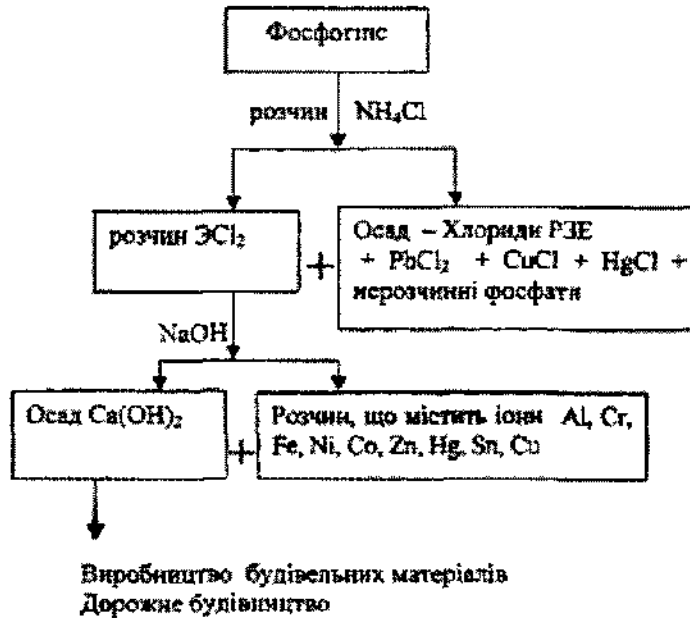 Фосфогіпс
розчин NH₄Cl
розчин ЭCl₂
+
Осад – Хлориди РЗЕ
+ PbCl₂ + CuCl + HgCl +
нерозчинні фосфати
NaOH
Осад Ca(OH)₂
+
Розчин, що містить іони Al, Cr,
Fe, Ni, Co, Zn, Hg, Sn, Cu
Виробництво будівельних матеріалів
Дорожне будівництво